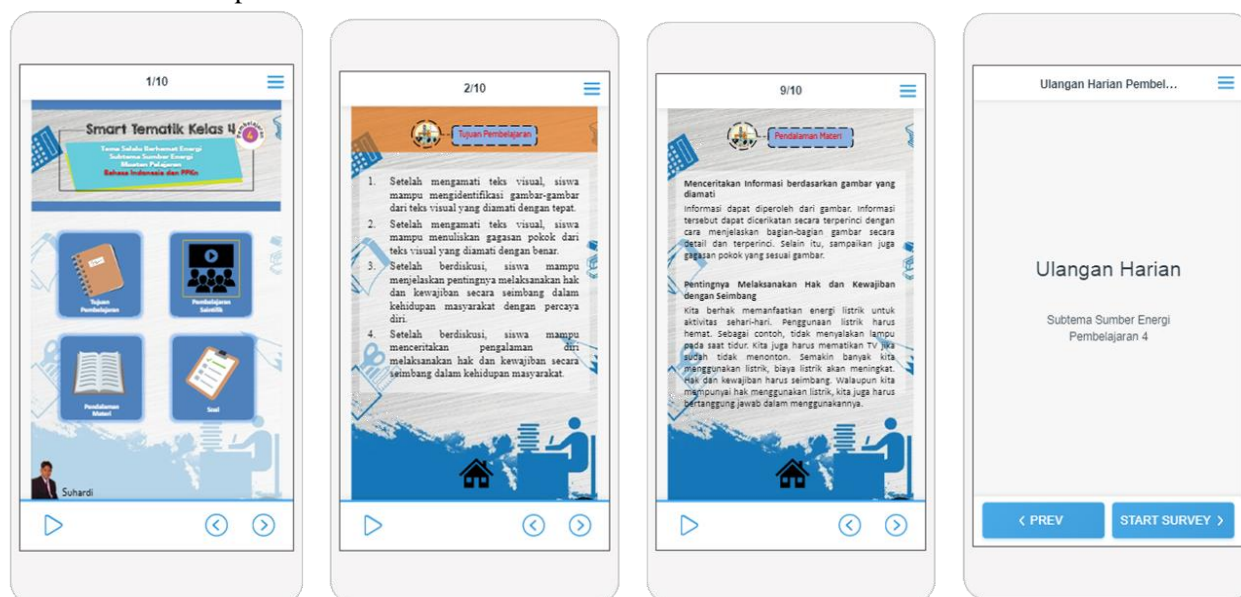 1/10
Smart Tematik Kelas 4
Pembelajaran
4
Tema Selalu Berhemat Energi
Subtema Sumber Energi
Muatan Pelajaran
Bahasa Indonesia dan PPKn
Tujuan
Pembelajaran
Pembelajaran
Saintifik
Pendalaman
Materi
Soal
Suhardi
2/10
Tujuan Pembelajaran
1. Setelah mengamati teks visual, siswa
mampu mengidentifikasi gambar-gambar
dari teks visual yang diamati dengan tepat.
2. Setelah mengamati teks visual, siswa
mampu menuliskan gagasan pokok dari
teks visual yang diamati dengan benar.
3. Setelah berdiskusi, siswa mampu
menjelaskan pentingnya melaksanakan hak
dan kewajiban secara seimbang dalam
kehidupan masyarakat dengan percaya
diri.
4. Setelah berdiskusi, siswa mampu
menceritakan pengalaman diri
melaksanakan hak dan kewajiban secara
seimbang dalam kehidupan masyarakat.
9/10
Pendalaman Materi
Menceritakan Informasi berdasarkan gambar yang
diamati
Informasi dapat diperoleh dari gambar. Informasi
tersebut dapat dicerikatan secara terperinci dengan
cara menjelaskan bagian-bagian gambar secara
detail dan terperinci. Selain itu, sampaikan juga
gagasan pokok yang sesuai gambar.
Pentingnya Melaksanakan Hak dan Kewajiban
dengan Seimbang
Kita berhak memanfaatkan energi listrik untuk
aktivitas sehari-hari. Penggunaan listrik harus
hemat. Sebagai contoh, tidak menyalakan lampu
pada saat tidur. Kita juga harus mematikan TV jika
sudah tidak menonton. Semakin banyak kita
menggunakan listrik, biaya listrik akan meningkat.
Hak dan kewajiban harus seimbang. Walaupun kita
mempunyai hak menggunakan listrik, kita juga harus
bertanggung jawab dalam menggunakannya.
Ulangan Harian Pembel...
Ulangan Harian
Subtema Sumber Energi
Pembelajaran 4
< PREV
START SURVEY >